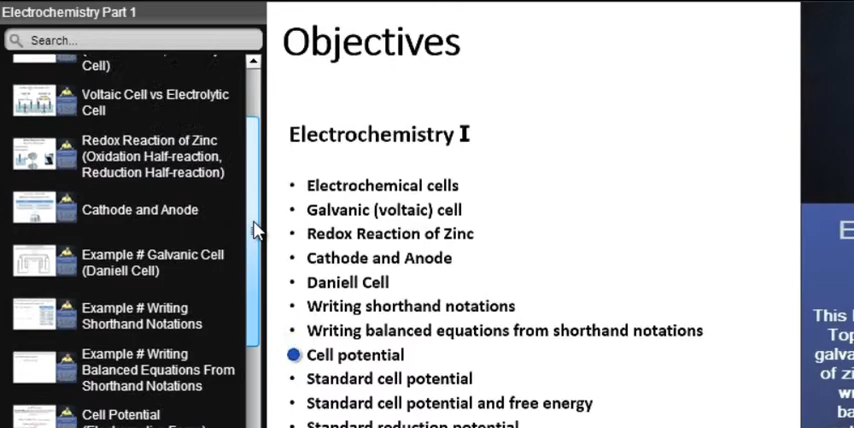 Electrochemistry Part 1
Search...
Cell)
Voltaic Cell vs Electrolytic
Cell
Redox Reaction of Zinc
(Oxidation Half-reaction,
Reduction Half-reaction)
Cathode and Anode
Example # Galvanic Cell
(Daniell Cell)
Example # Writing
Shorthand Notations
Example # Writing
Balanced Equations From
Shorthand Notations
Cell Potential
Objectives
Electrochemistry I
• Electrochemical cells
• Galvanic (voltaic) cell
• Redox Reaction of Zinc
• Cathode and Anode
• Daniell Cell
• Writing shorthand notations
• Writing balanced equations from shorthand notations
Cell potential
• Standard cell potential
• Standard cell potential and free energy
• Standard reduction potential
E
This
Top
galva
of zi
w
ba